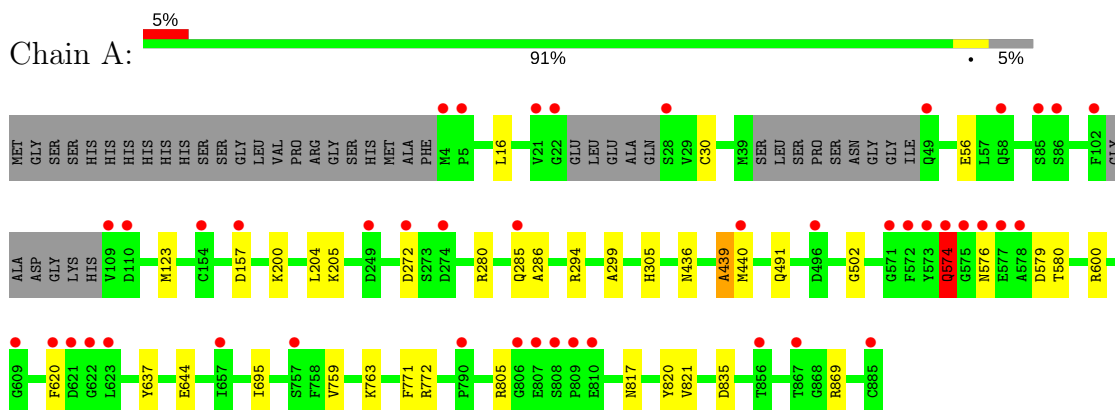 5%
Chain A:
91% • 5%
MET GLY SER SER HIS HIS HIS HIS HIS HIS SER SER GLY LEU VAL PRO ARG GLY SER HIS MET ALA PHE M4 P5 L16 V21 G22 GLU LEU GLU ALA GLN S28 V29 C30 M39 SER LEU SER PRO SER ASN GLY GLY ILE Q49 E56 L57 Q58 S85 S86 F102 GLY
ALA ASP GLY LYS HIS V109 D110 M123 C154 D157 K200 L204 K205 D249 D272 S273 D274 R280 Q285 A286 R294 A299 H305 N436 A439 M440 Q491 D496 G502 G571 F572 Y573 Q574 G575 N576 E577 A578 D579 T580 R600
G609 F620 D621 G622 L623 Y637 E644 I657 I695 S757 F758 V759 K763 F771 R772 P790 R805 G806 E807 S808 P809 E810 N817 Y820 V821 D835 T856 T867 G868 R869 C885